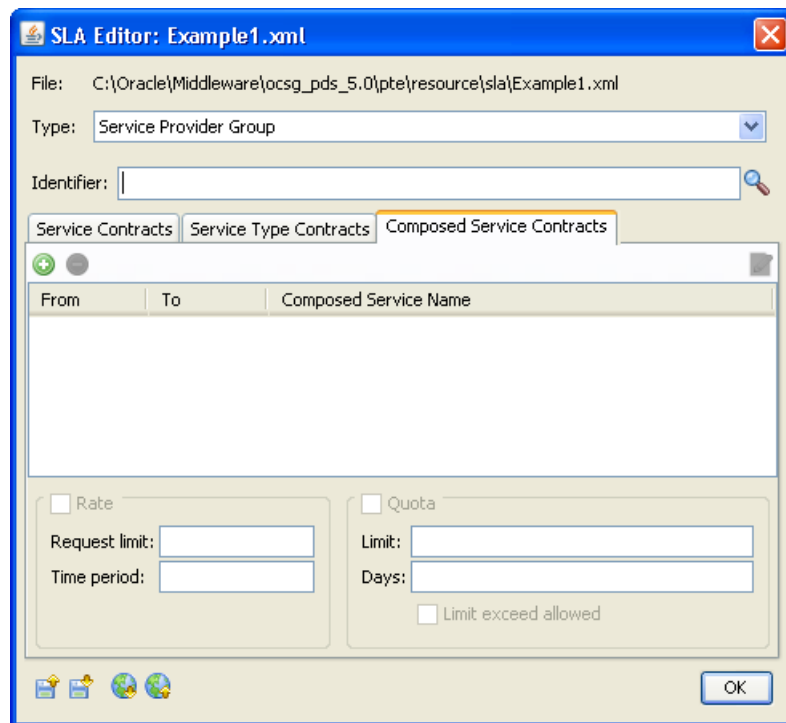 SLA Editor: Example1.xml
File: C:\Oracle\Middleware\ocsg_pds_5.0\pte\resource\sla\Example1.xml
Type: Service Provider Group
Identifier:
Service Contracts Service Type Contracts Composed Service Contracts
From To Composed Service Name
Rate Quota
Request limit: Limit:
Time period: Days:
Limit exceed allowed
OK